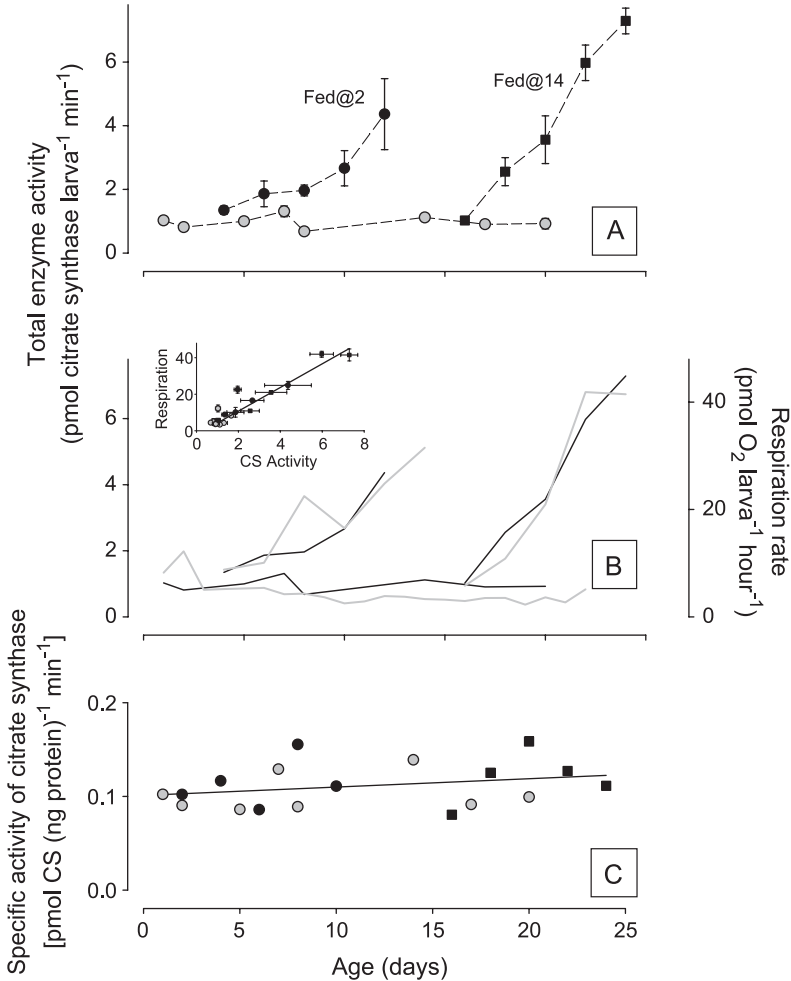 Total enzyme activity
(pmol citrate synthase larva⁻¹ min⁻¹)
6
4
2
0
Fed@2
Fed@14
A
Respiration
40
20
0
0
2
4
6
8
CS Activity
6
4
2
0
40
20
0
Respiration rate
(pmol O₂ larva⁻¹ hour⁻¹)
B
Specific activity of citrate synthase
[pmol CS (ng protein)⁻¹ min⁻¹]
0.2
0.1
0.0
C
0
5
10
15
20
25
Age (days)